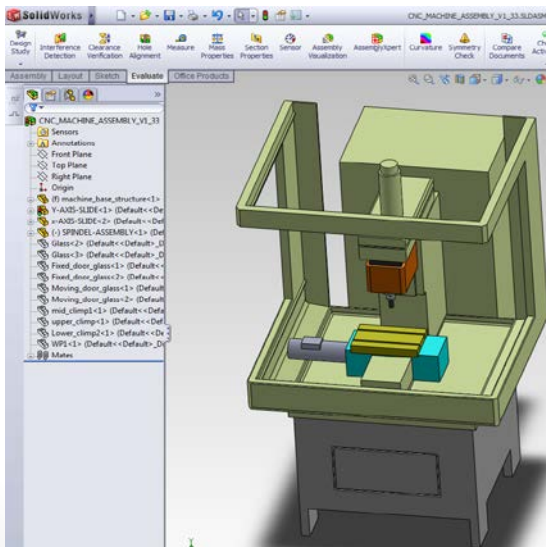 SolidWorks
CNC_MACHINE_ASSEMBLY_V1_33.SLDASM
Design Study
Interference Detection
Clearance Verification
Hole Alignment
Measure
Mass Properties
Section Properties
Sensor
Assembly Visualization
AssemblyXpert
Curvature
Symmetry Check
Compare Documents
Assembly Layout Sketch Evaluate Office Products
CNC_MACHINE_ASSEMBLY_V1_33
Sensors
Annotations
Front Plane
Top Plane
Right Plane
Origin
(f) machine_base_structure<1>
Y-AXIS-SLIDE<1> (Default<<De
x-AXIS-SLIDE<2> (Default<<De
(-) SPINDEL-ASSEMBLY<1> (Def
Glass<2> (Default<<Default>_D
Glass<3> (Default<<Default>_D
Fixed_door_glass<1> (Default<
Fixed_door_glass<2> (Default<
Moving_door_glass<1> (Default
Moving_door_glass<2> (Default
mid_climp1<1> (Default<<Defa
upper_climp<1> (Default<<Defa
Lower_climp2<1> (Default<<De
WP1<1> (Default<<Default>_Di
Mates
Y